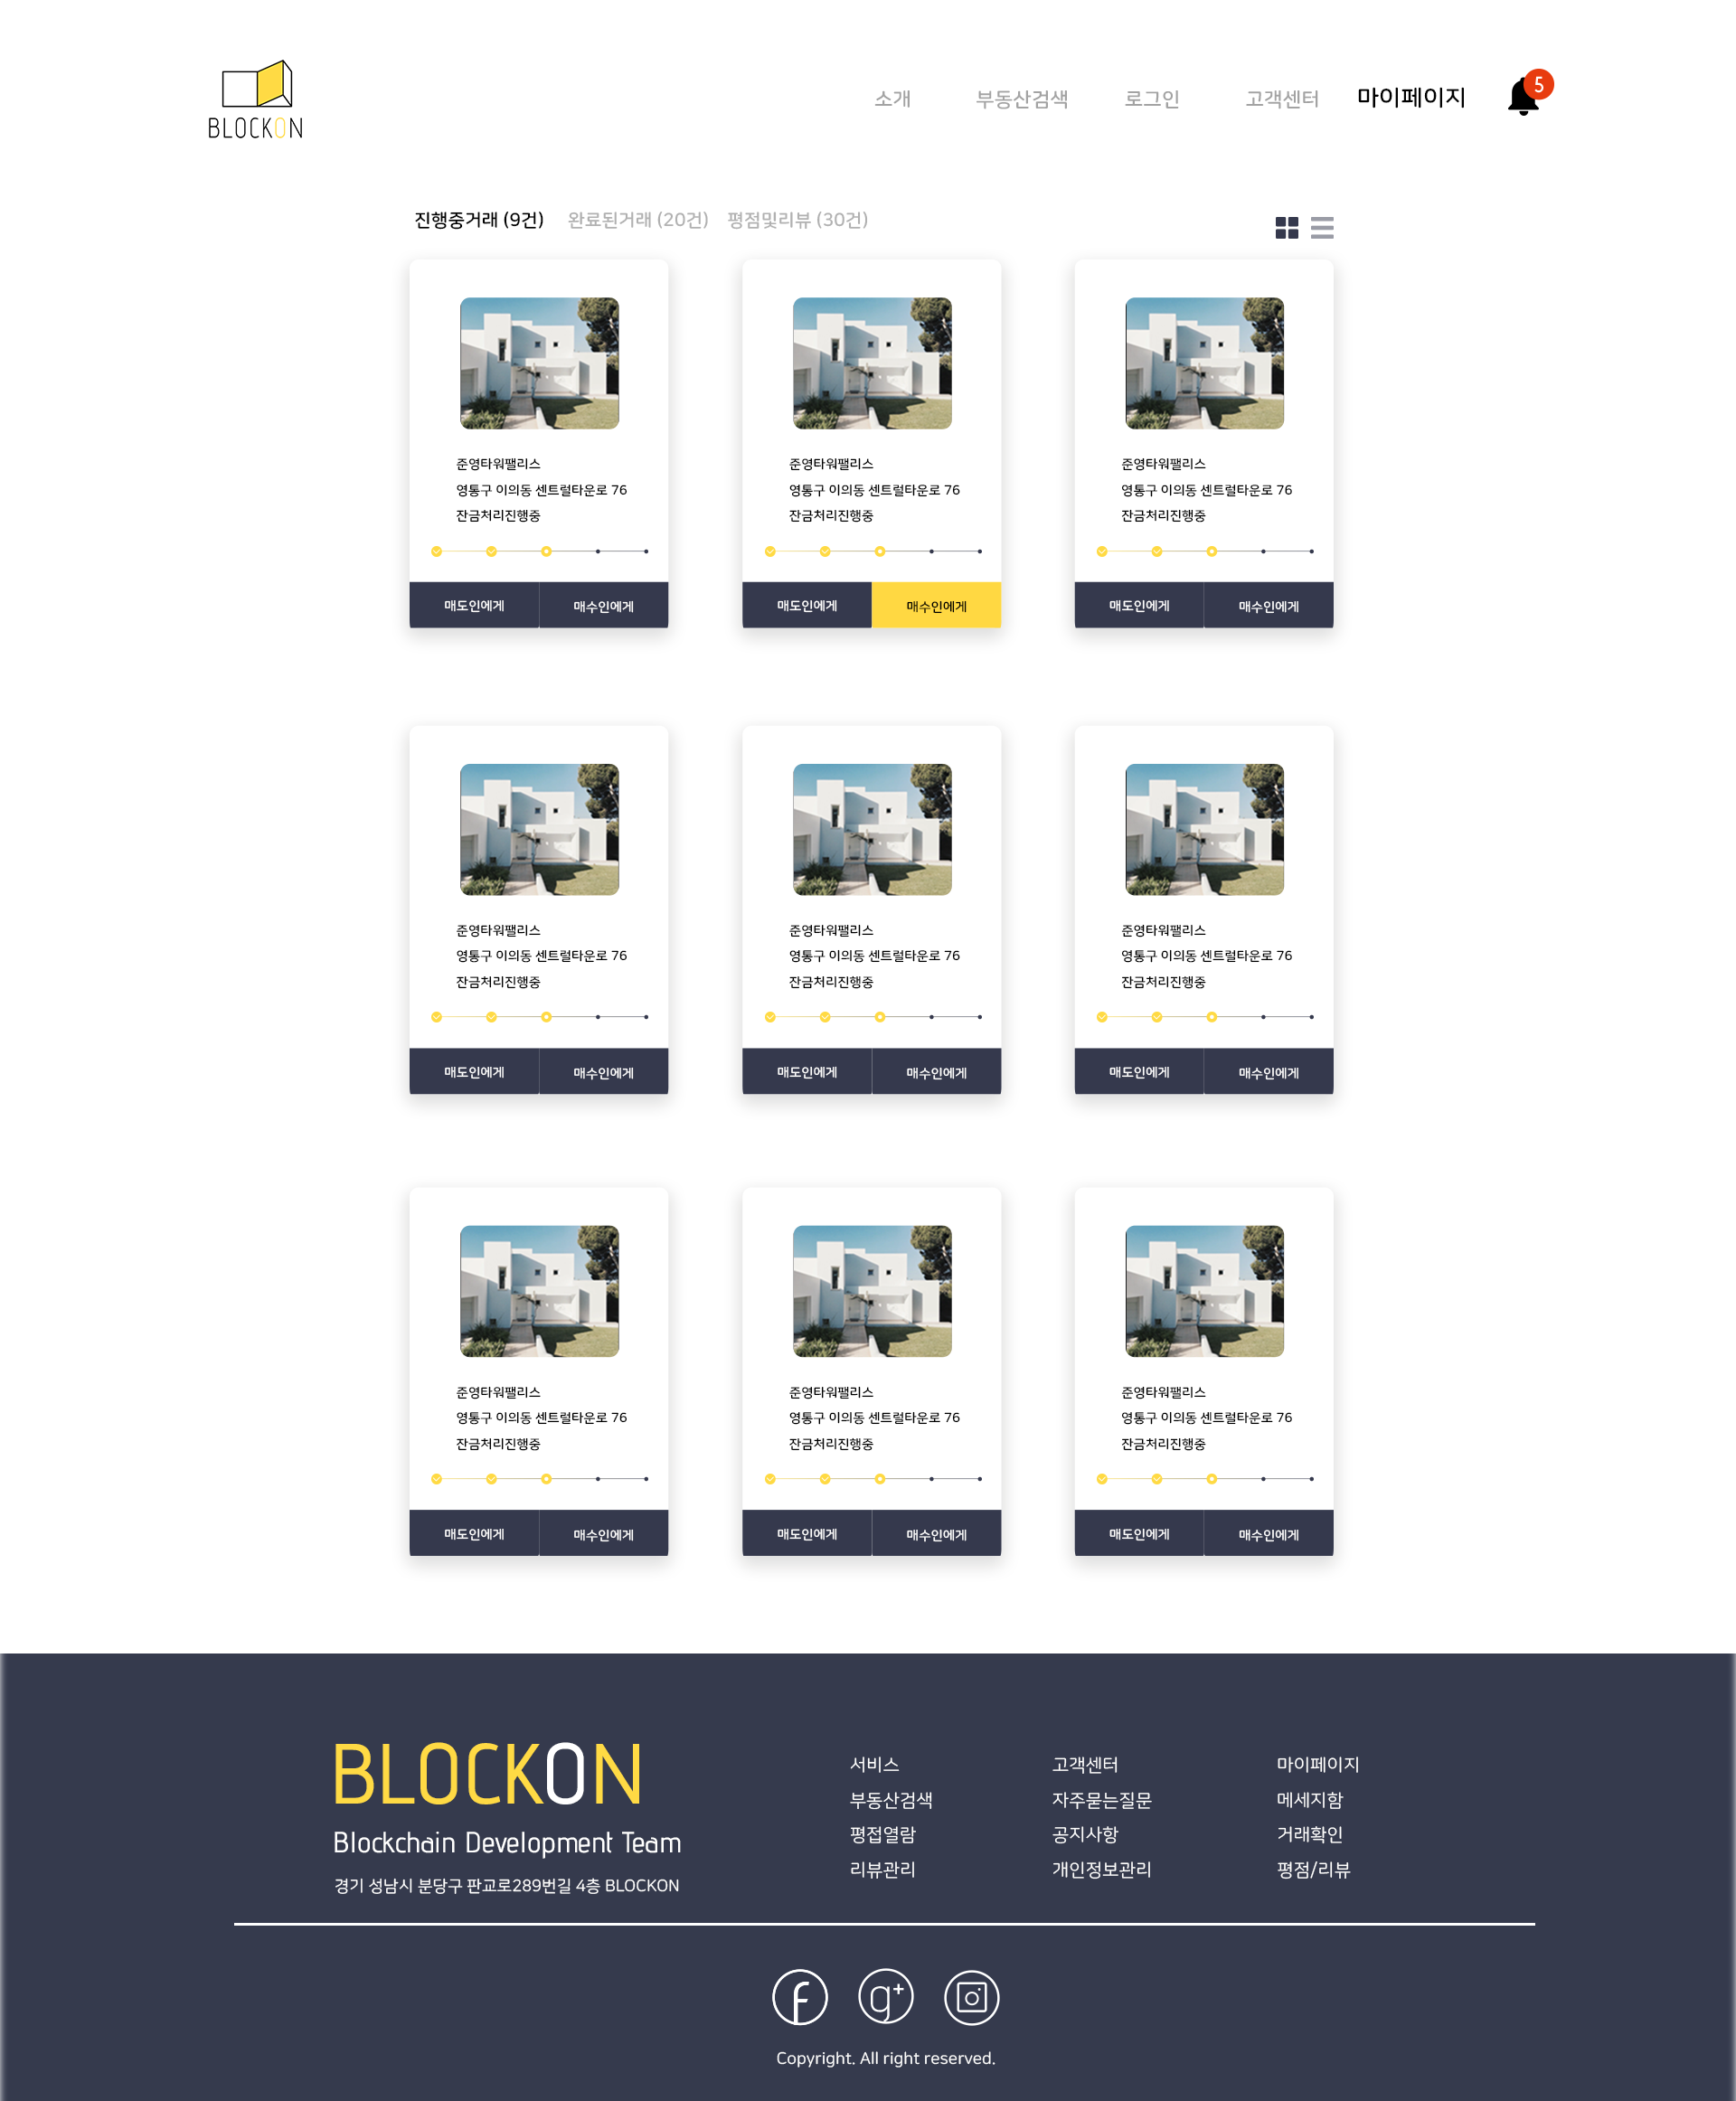 BLOCKON
소개 부동산검색 로그인 고객센터 마이페이지 5
진행중거래 (9건) 완료된거래 (20건) 평점및리뷰 (30건)
준영타워팰리스 준영타워팰리스 준영타워팰리스
영통구 이의동 센트럴타운로 76 영통구 이의동 센트럴타운로 76 영통구 이의동 센트럴타운로 76
잔금처리진행중 잔금처리진행중 잔금처리진행중
매도인에게 매수인에게 매도인에게 매수인에게 매도인에게 매수인에게
준영타워팰리스 준영타워팰리스 준영타워팰리스
영통구 이의동 센트럴타운로 76 영통구 이의동 센트럴타운로 76 영통구 이의동 센트럴타운로 76
잔금처리진행중 잔금처리진행중 잔금처리진행중
매도인에게 매수인에게 매도인에게 매수인에게 매도인에게 매수인에게
준영타워팰리스 준영타워팰리스 준영타워팰리스
영통구 이의동 센트럴타운로 76 영통구 이의동 센트럴타운로 76 영통구 이의동 센트럴타운로 76
잔금처리진행중 잔금처리진행중 잔금처리진행중
매도인에게 매수인에게 매도인에게 매수인에게 매도인에게 매수인에게
BLOCKON
Blockchain Development Team
경기 성남시 분당구 판교로289번길 4층 BLOCKON
서비스 고객센터 마이페이지
부동산검색 자주묻는질문 메세지함
평접열람 공지사항 거래확인
리뷰관리 개인정보관리 평점/리뷰
f g+
Copyright. All right reserved.